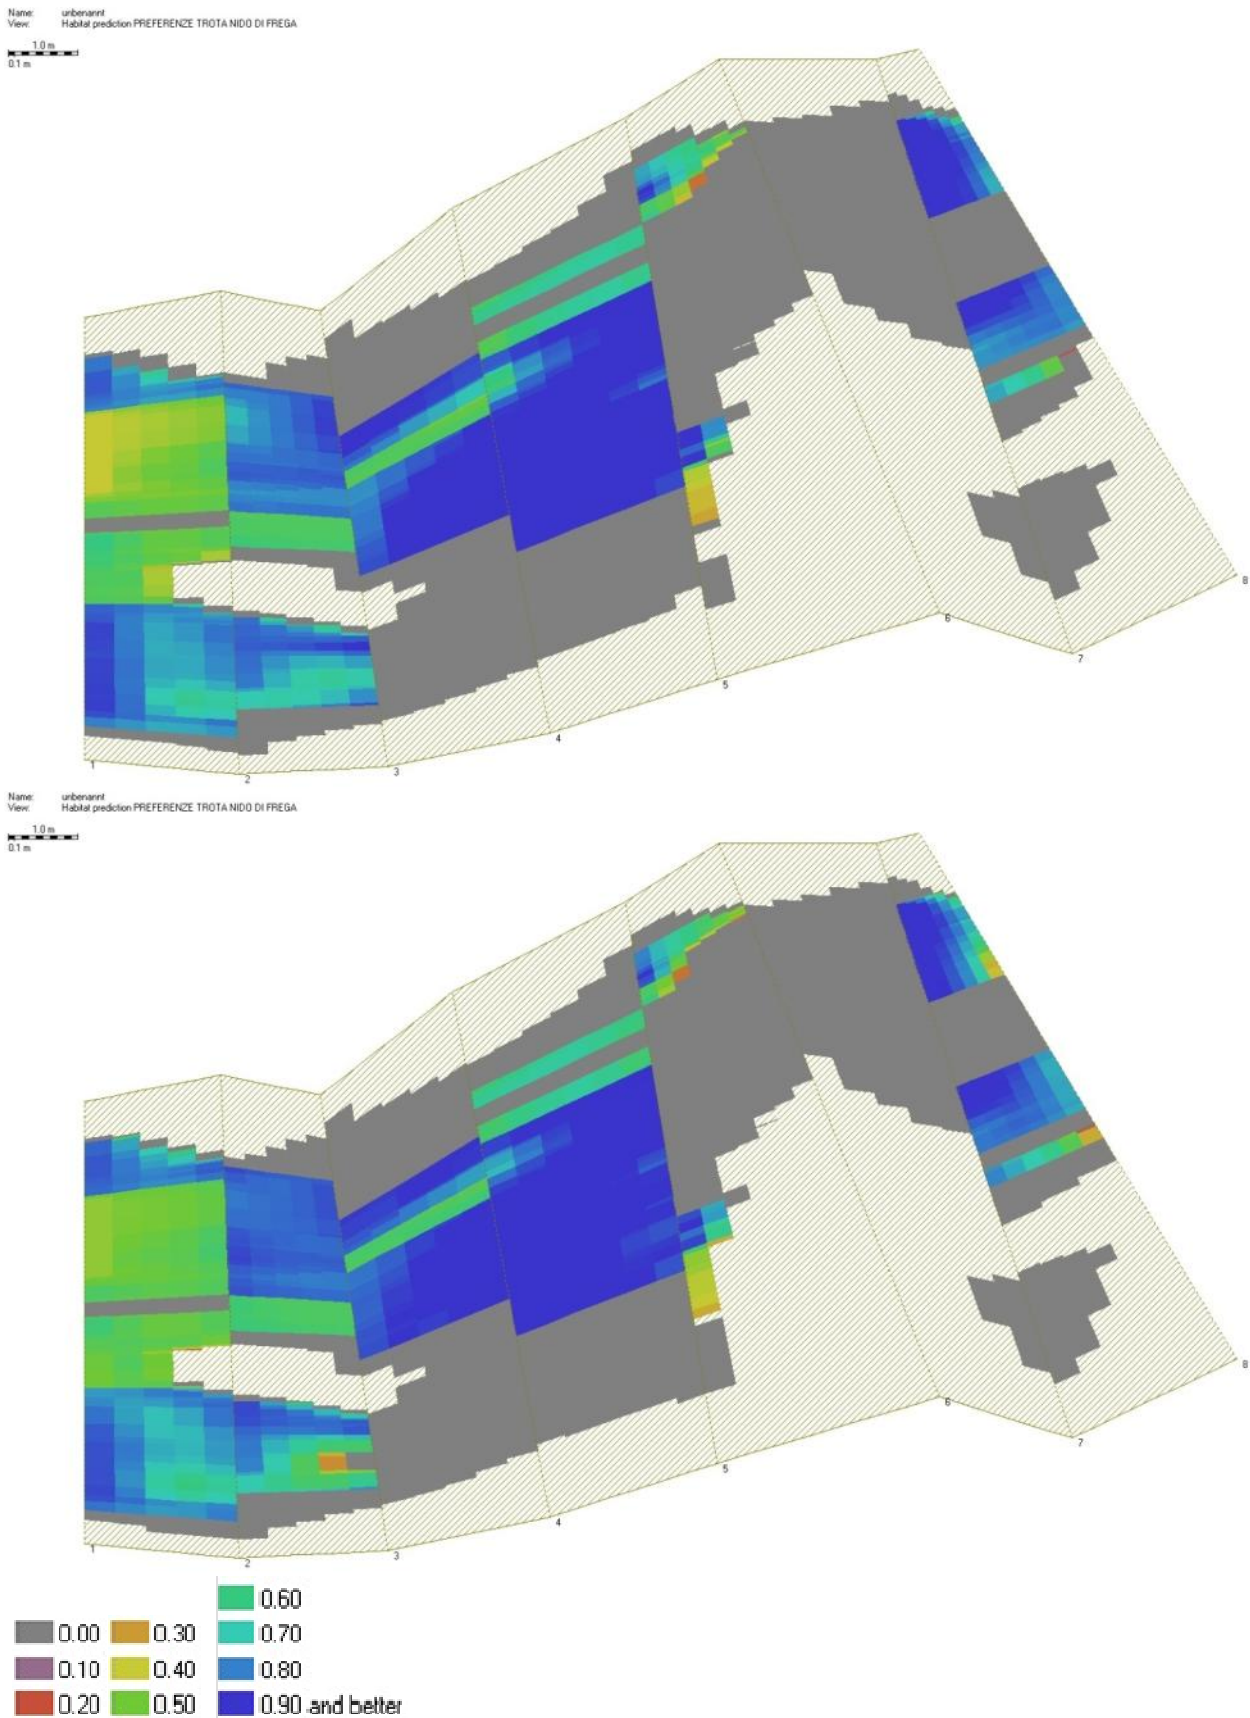 Name: unbenannt
View: Habitat prediction PREFERENZE TROTA NIDO DI FREGA
1.0 m
0.1 m
8
6
7
5
4
3
1
2
Name: unbenannt
View: Habitat prediction PREFERENZE TROTA NIDO DI FREGA
1.0 m
0.1 m
8
6
7
5
4
3
1
2
0.60
0.00 0.30 0.70
0.10 0.40 0.80
0.20 0.50 0.90 and better